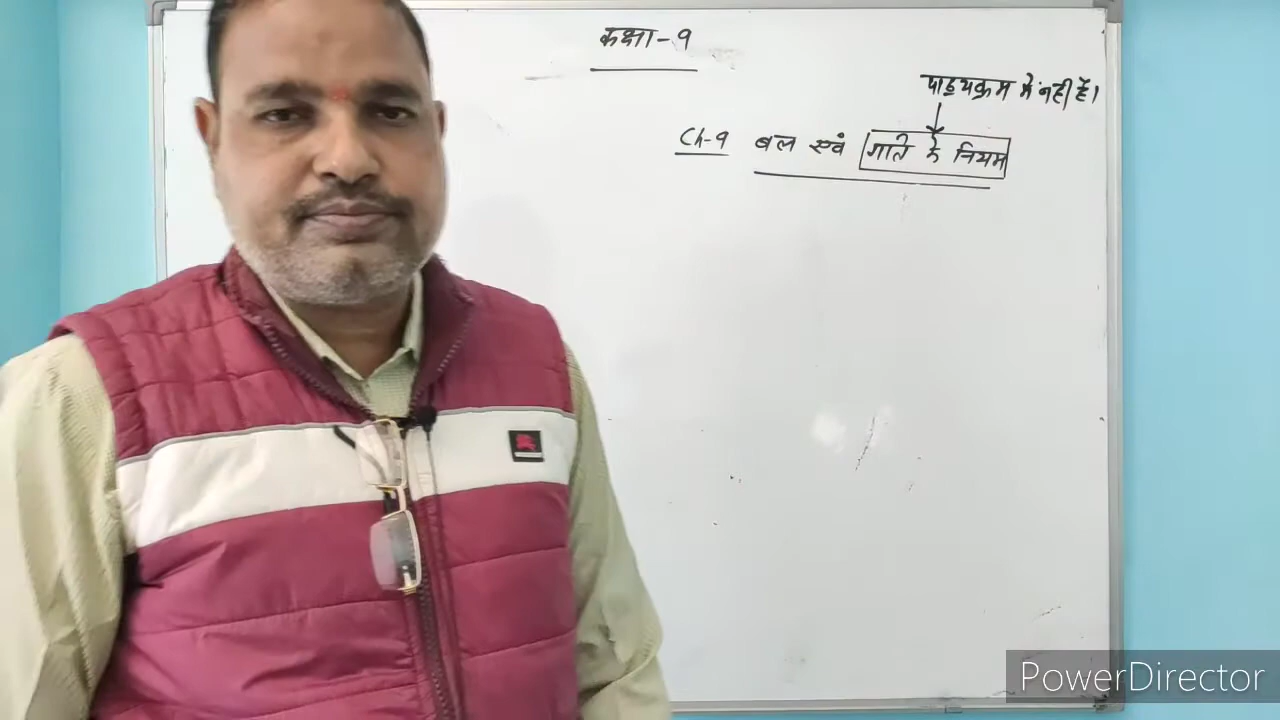 कक्षा-9
पाठ्यक्रम में नहीं है।
Ch-9 बल एवं गति के नियम
PowerDirector